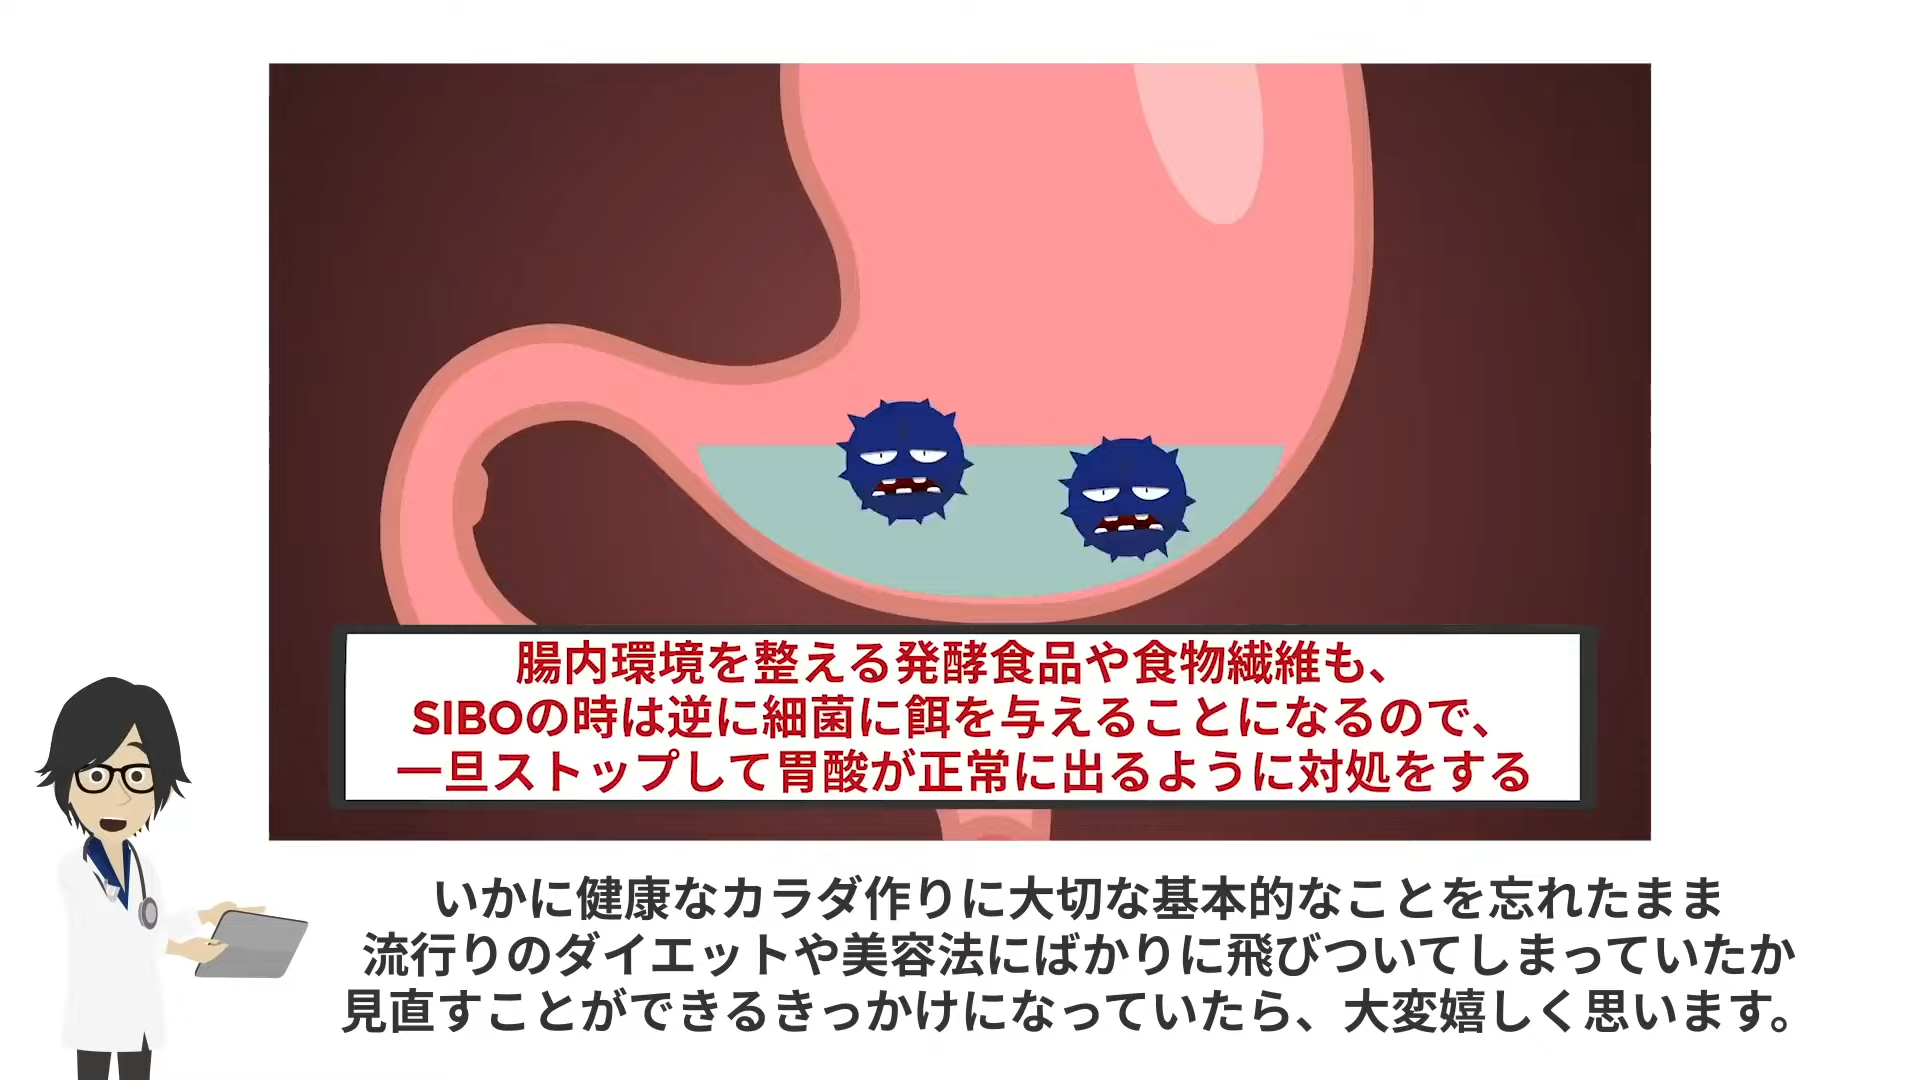 腸内環境を整える発酵食品や食物繊維も、
SIBOの時は逆に細菌に餌を与えることになるので、
一旦ストップして胃酸が正常に出るように対処をする
いかに健康なカラダ作りに大切な基本的なことを忘れたまま
流行りのダイエットや美容法にばかりに飛びついてしまっていたか
見直すことができるきっかけになっていたら、大変嬉しく思います。